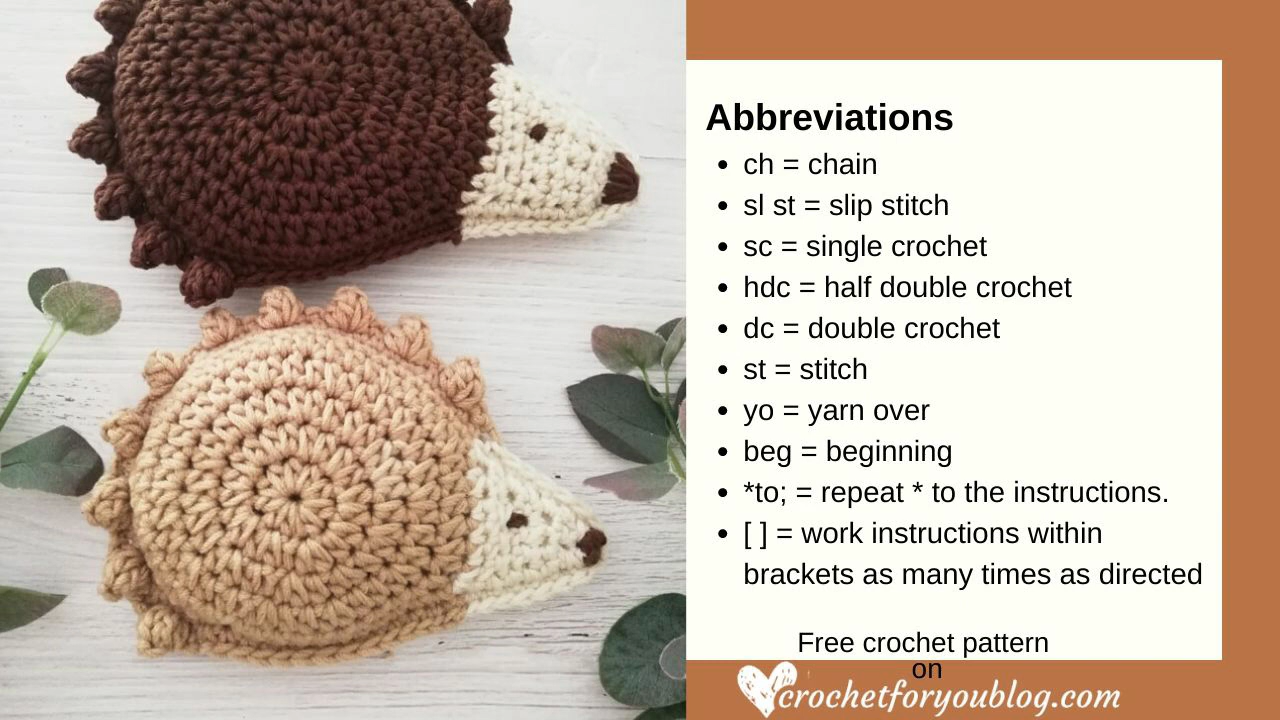 Abbreviations
• ch = chain
• sl st = slip stitch
• sc = single crochet
• hdc = half double crochet
• dc = double crochet
• st = stitch
• yo = yarn over
• beg = beginning
• *to; = repeat * to the instructions.
• [ ] = work instructions within
brackets as many times as directed
Free crochet pattern
on
crochetforyoublog.com